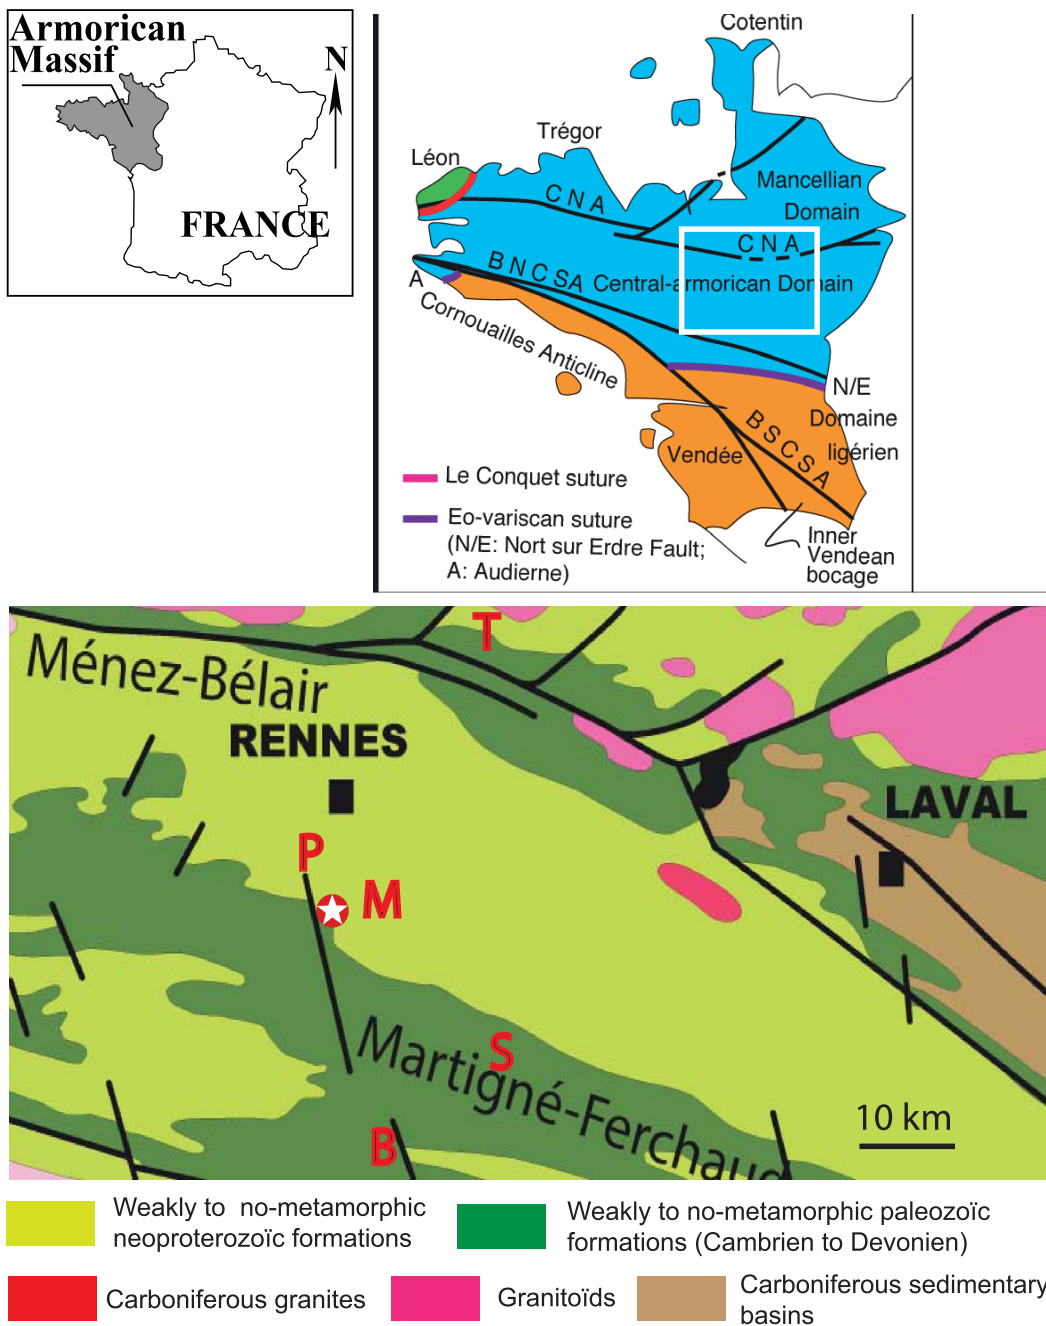 Armorican
Massif
N
FRANCE
Cotentin
Trégor
Léon
Mancellian
Domain
C N A
C N A
B N C SA
Central-armorican Domain
A
Cornouailles Anticline
N/E
Domaine
ligérien
B S C S A
Vendée
Le Conquet suture
Eo-variscan suture
(N/E: Nort sur Erdre Fault;
A: Audierne)
Inner
Vendean
bocage
T
Ménez-Bélair
RENNES
LAVAL
P
M
S
Martigné-Ferchaud
B
10 km
Weakly to no-metamorphic
neoproterozoïc formations
Weakly to no-metamorphic paleozoïc
formations (Cambrien to Devonien)
Carboniferous granites
Granitoïds
Carboniferous sedimentary
basins